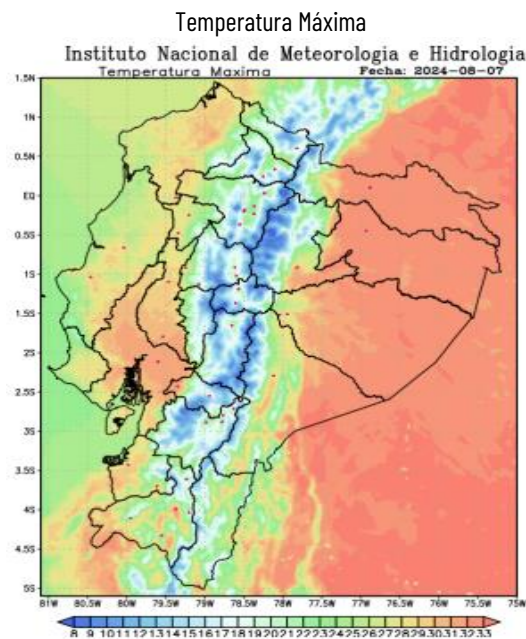 Temperatura Máxima
Instituto Nacional de Meteorologia e Hidrologia
Temperatura Maxima Fecha: 2024-08-07
1.5N
1N
0.5N
EQ
0.5S
1S
1.5S
2S
2.5S
3S
3.5S
4S
4.5S
5S
81W 80.5W 80W 79.5W 79W 78.5W 78W 77.5W 77W 76.5W 76W 75.5W 75W
8 9 10 11 12 13 14 15 16 17 18 19 20 21 22 23 24 25 26 27 28 29 30 31 32 33